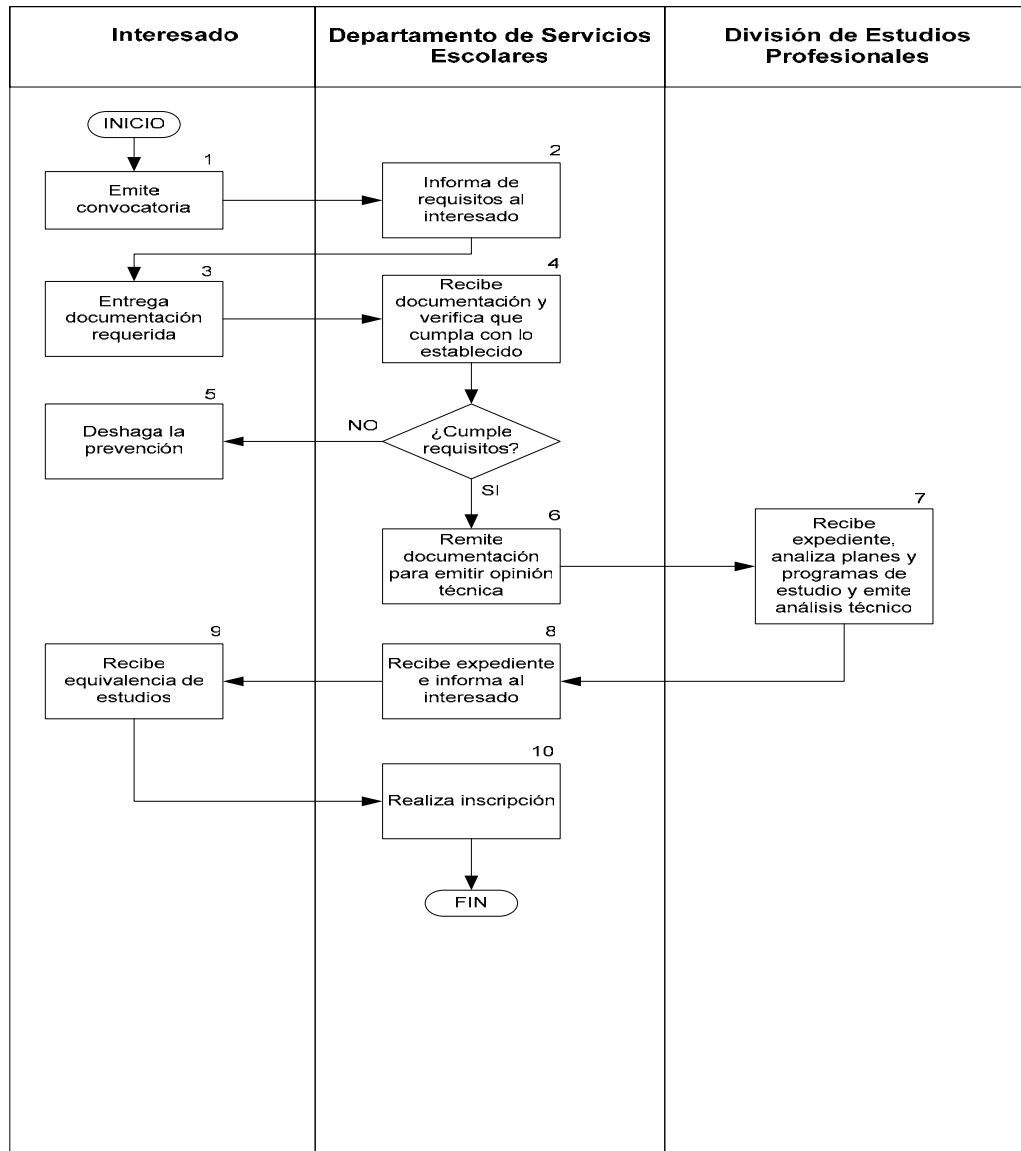 Interesado
Departamento de Servicios
Escolares
División de Estudios
Profesionales
INICIO
1
Emite
convocatoria
2
Informa de
requisitos al
interesado
3
Entrega
documentación
requerida
4
Recibe
documentación y
verifica que
cumpla con lo
establecido
5
Deshaga la
prevención
NO
¿Cumple
requisitos?
SI
6
Remite
documentación
para emitir opinión
técnica
7
Recibe
expediente,
analiza planes y
programas de
estudio y emite
análisis técnico
8
Recibe expediente
e informa al
interesado
9
Recibe
equivalencia de
estudios
10
Realiza inscripción
FIN